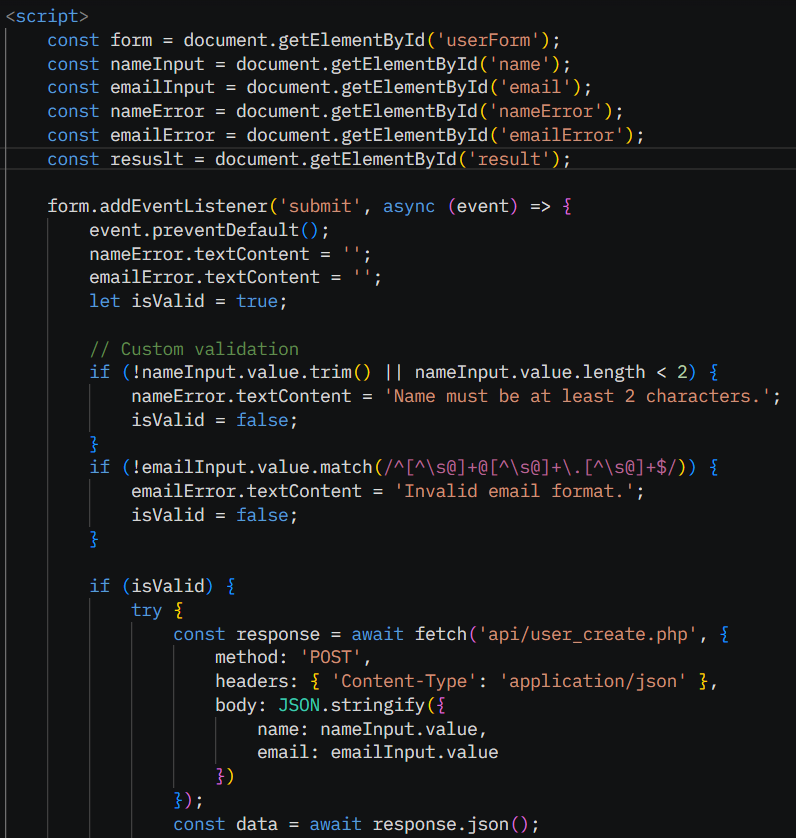 <script>
const form = document.getElementById('userForm');
const nameInput = document.getElementById('name');
const emailInput = document.getElementById('email');
const nameError = document.getElementById('nameError');
const emailError = document.getElementById('emailError');
const resuslt = document.getElementById('result');
form.addEventListener('submit', async (event) => {
event.preventDefault();
nameError.textContent = '';
emailError.textContent = '';
let isValid = true;
// Custom validation
if (!nameInput.value.trim() || nameInput.value.length < 2) {
nameError.textContent = 'Name must be at least 2 characters.';
isValid = false;
}
if (!emailInput.value.match(/^[^\s@]+@[^\s@]+\.[^\s@]+$/)) {
emailError.textContent = 'Invalid email format.';
isValid = false;
}
if (isValid) {
try {
const response = await fetch('api/user_create.php', {
method: 'POST',
headers: { 'Content-Type': 'application/json' },
body: JSON.stringify({
name: nameInput.value,
email: emailInput.value
})
});
const data = await response.json();